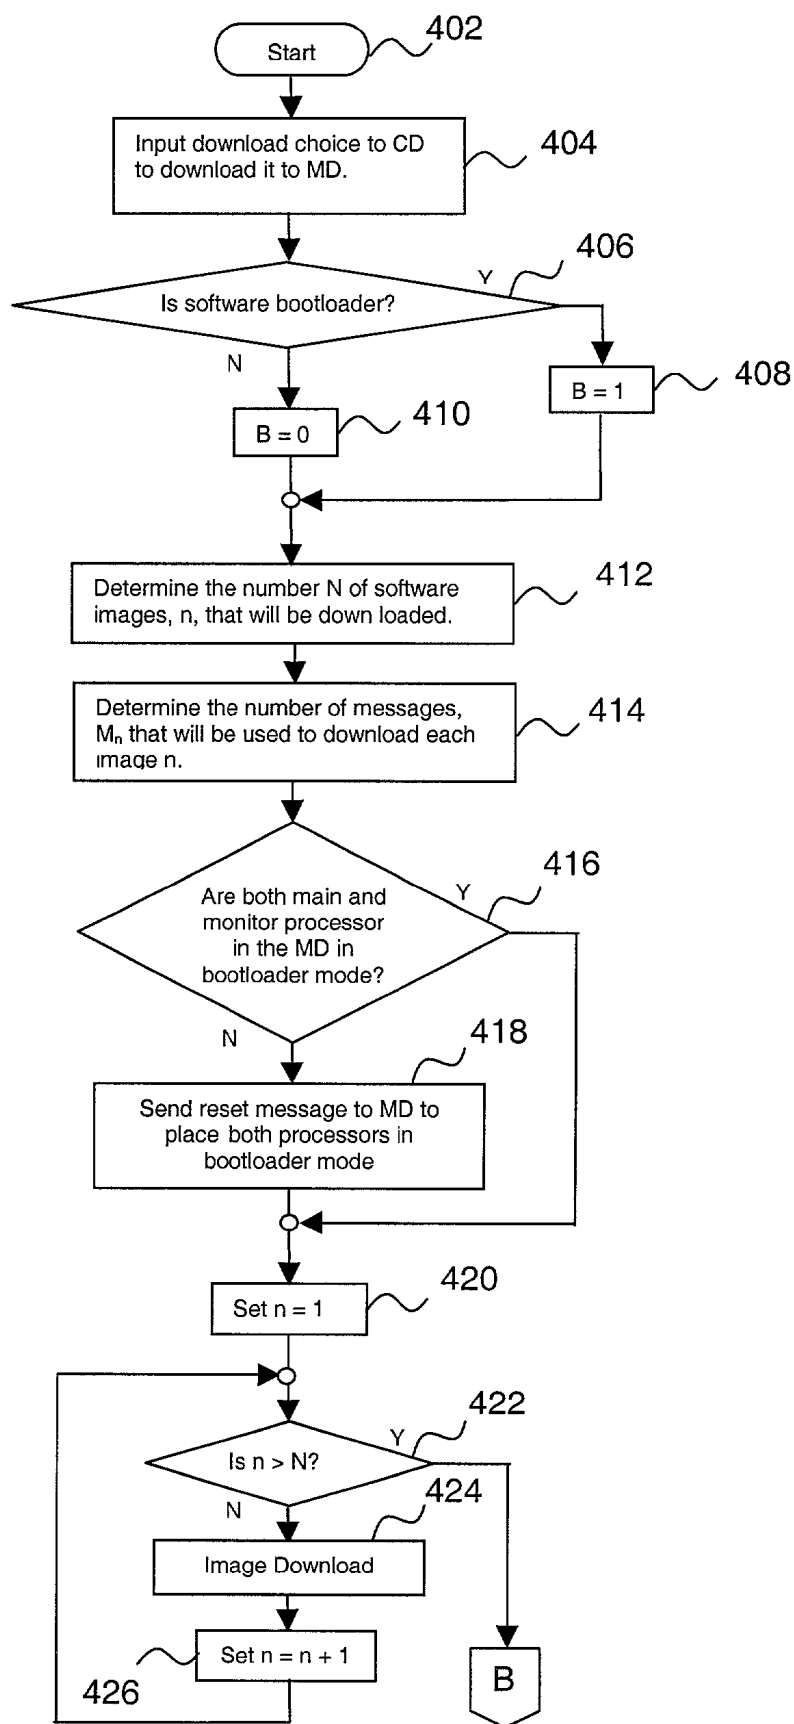 Start
402
Input download choice to CD
to download it to MD.
404
Is software bootloader?
Y
406
N
B = 1
408
B = 0
410
Determine the number N of software
images, n, that will be down loaded.
412
Determine the number of messages,
Mₙ that will be used to download each
image n.
414
Are both main and
monitor processor
in the MD in
bootloader mode?
Y
416
N
418
Send reset message to MD to
place both processors in
bootloader mode
Set n = 1
420
Is n > N?
Y
422
N
424
Image Download
Set n = n + 1
426
B